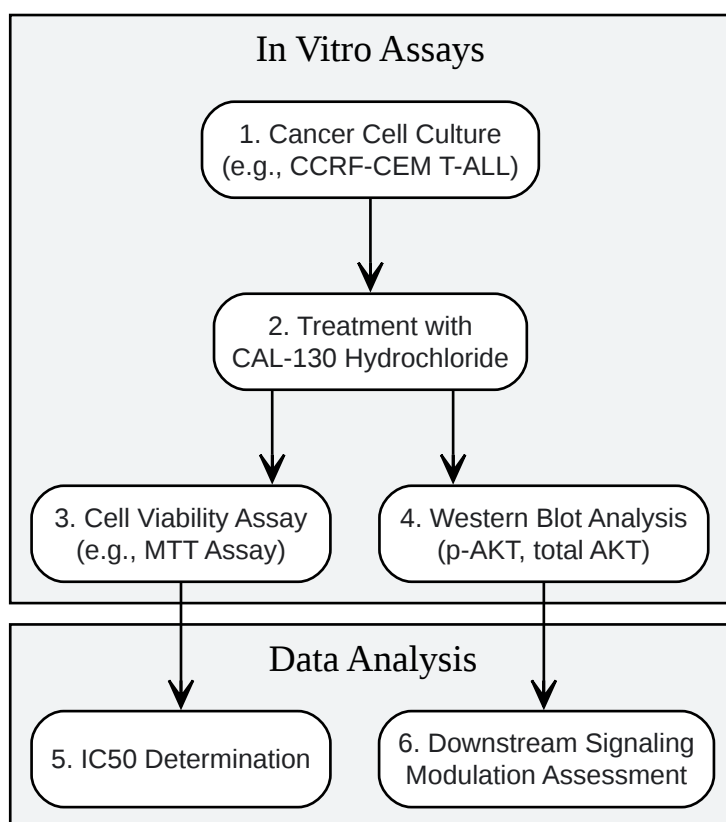 In Vitro Assays
1. Cancer Cell Culture
(e.g., CCRF-CEM T-ALL)
2. Treatment with
CAL-130 Hydrochloride
3. Cell Viability Assay
(e.g., MTT Assay)
4. Western Blot Analysis
(p-AKT, total AKT)
Data Analysis
5. IC50 Determination
6. Downstream Signaling
Modulation Assessment